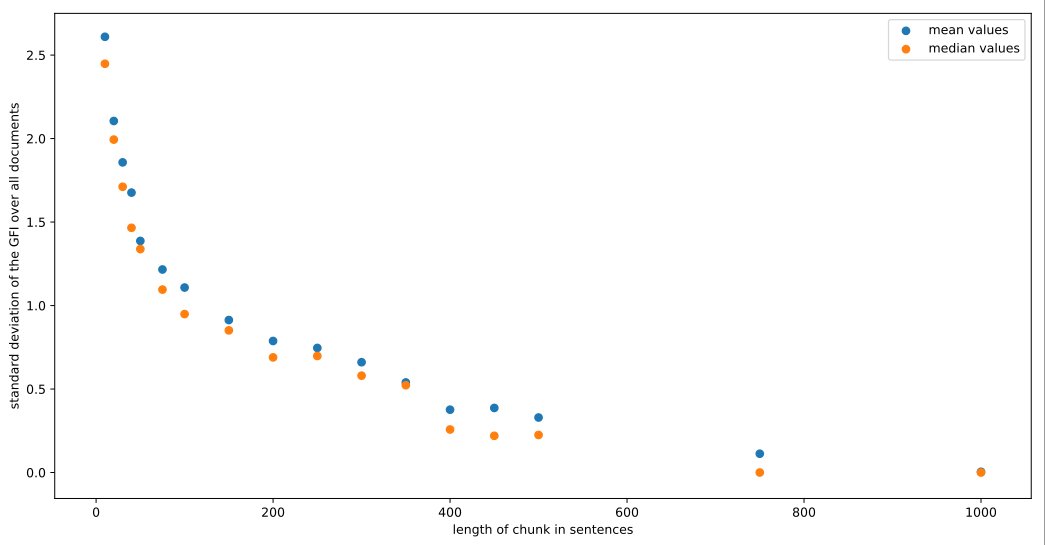 mean values
median values
standard deviation of the GFI over all documents
2.5
2.0
1.5
1.0
0.5
0.0
0 200 400 600 800 1000
length of chunk in sentences